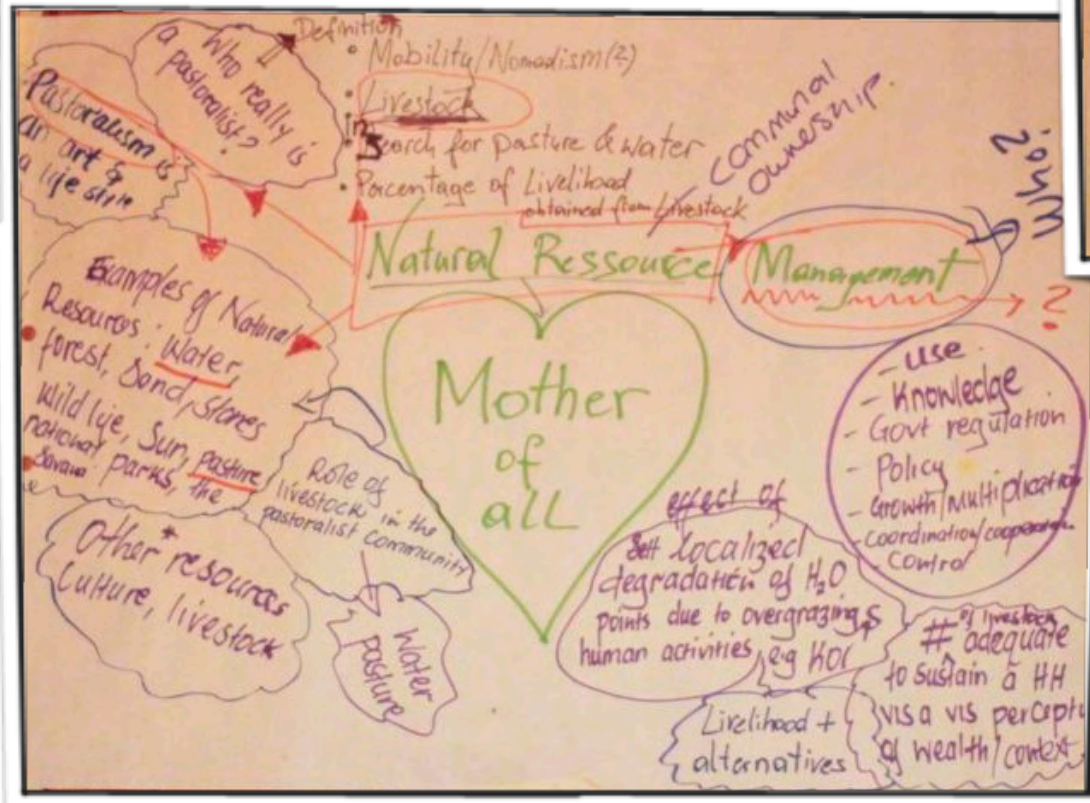 Definition
• Mobility/Nomadism(?)
• Livestock
• In Search for pasture & water
• Percentage of Livelihood
obtained from Livestock
Who really is
a pastoralist?
Pastoralism is
an art &
a life style
communal
ownership.
Natural Ressource Management
Who?
?
Examples of Natural
Resources: Water,
forest, Sand, stones
Wild life, Sun, pasture
national parks, the
Savana
Mother
of
all
- use
- Knowledge
- Govt regulation
- Policy
- Growth/Multiplication
- coordination/
- control
Role of
livestock in the
pastoralist community
Water
pasture
Other * resources
Culture, livestock
effect of
localized
degradation of H₂O
points due to overgrazing &
human activities, e.g
Livelihood +
alternatives
# of livestock
adequate
to sustain a HH
vis a vis
of wealth/context